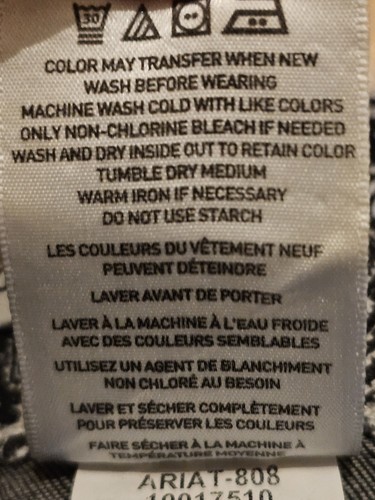 30
COLOR MAY TRANSFER WHEN NEW
WASH BEFORE WEARING
MACHINE WASH COLD WITH LIKE COLORS
ONLY NON-CHLORINE BLEACH IF NEEDED
WASH AND DRY INSIDE OUT TO RETAIN COLOR
TUMBLE DRY MEDIUM
WARM IRON IF NECESSARY
DO NOT USE STARCH
LES COULEURS DU VÊTEMENT NEUF
PEUVENT DÉTEINDRE
LAVER AVANT DE PORTER
LAVER À LA MACHINE À L'EAU FROIDE
AVEC DES COULEURS SEMBLABLES
UTILISEZ UN AGENT DE BLANCHIMENT
NON CHLORÉ AU BESOIN
LAVER ET SÉCHER COMPLÈTEMENT
POUR PRÉSERVER LES COULEURS
FAIRE SÉCHER À LA MACHINE À
TEMPÉRATURE MOYENNE
ARIAT-808
10017510